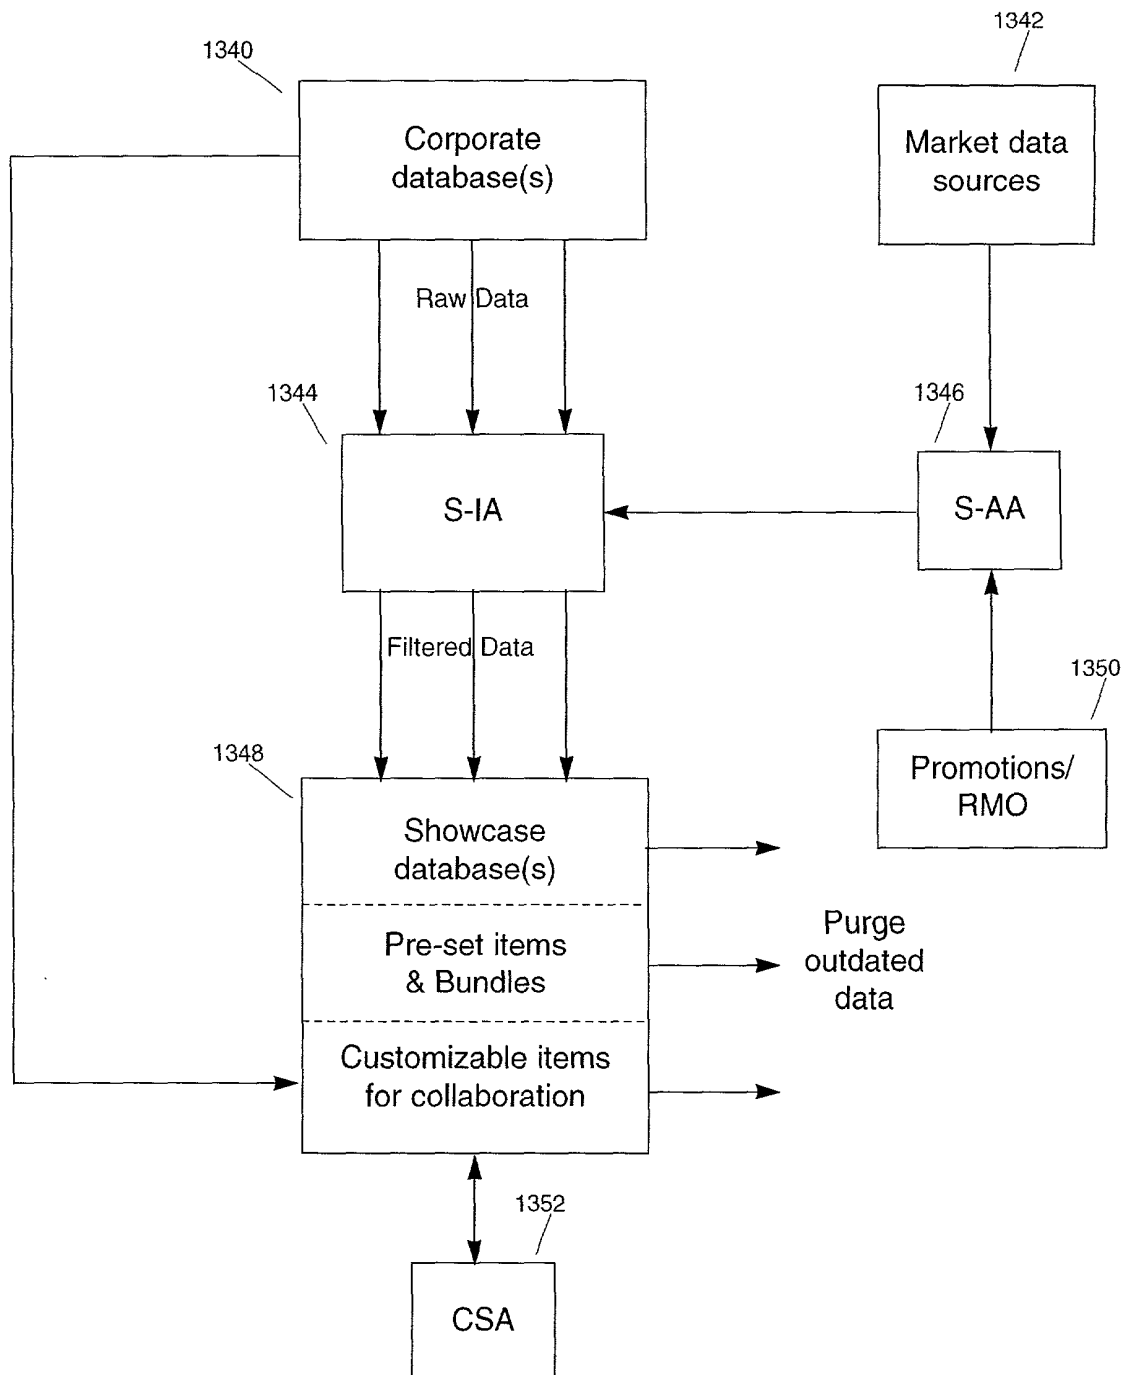 1342
1340
Corporate
database(s)
Market data
sources
Raw Data
1344
1346
S-IA
S-AA
Filtered Data
1350
1348
Promotions/
RMO
Showcase
database(s)
Pre-set items
& Bundles
Purge
outdated
data
Customizable items
for collaboration
1352
CSA